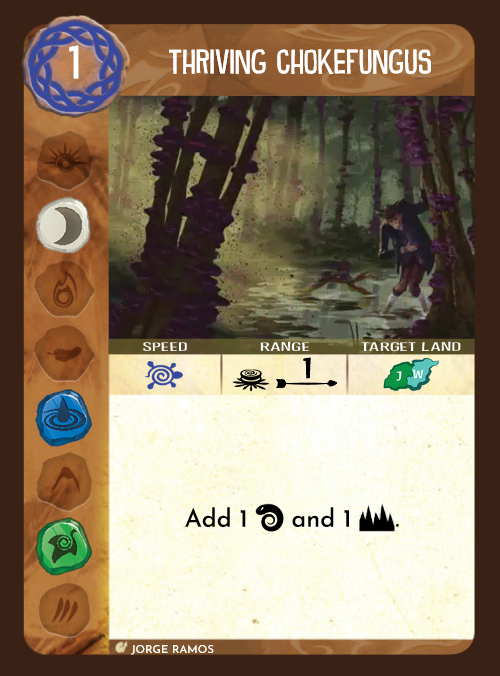 1
THRIVING CHOKEFUNGUS
SPEED RANGE TARGET LAND
1 J W
Add 1 and 1 .
JORGE RAMOS